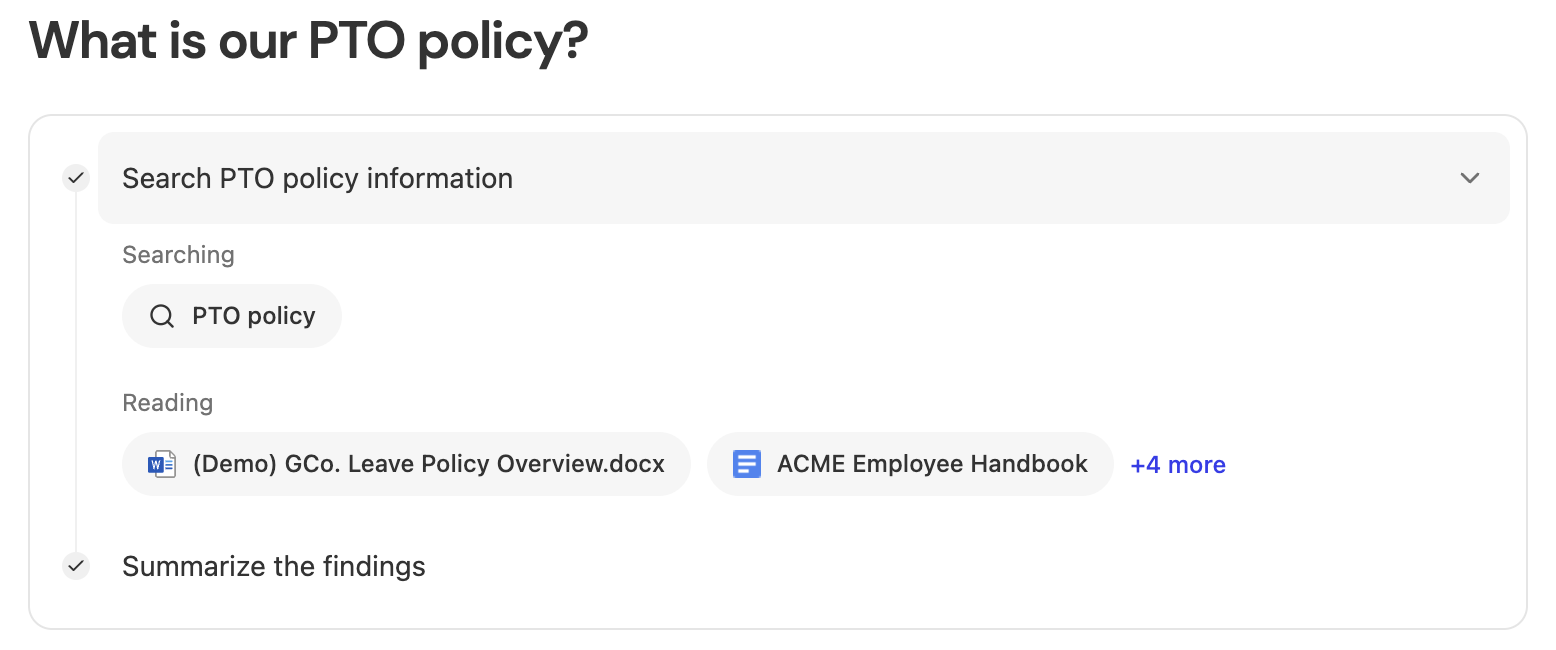 What is our PTO policy?
Search PTO policy information
Searching
PTO policy
Reading
(Demo) GCo. Leave Policy Overview.docx
ACME Employee Handbook
+4 more
Summarize the findings